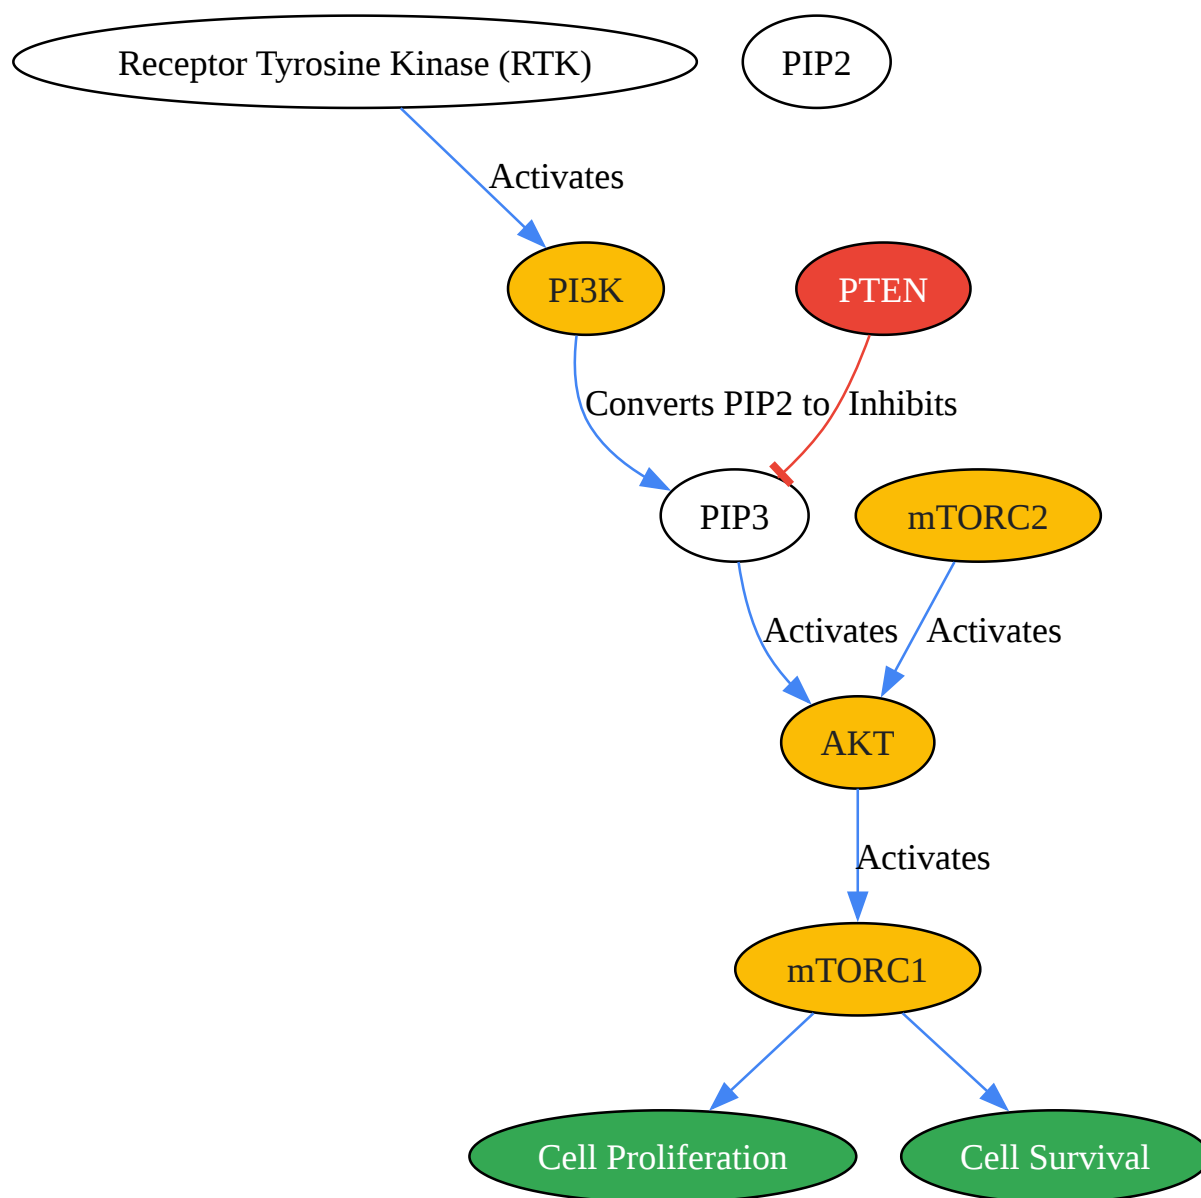 Receptor Tyrosine Kinase (RTK)
PIP2
Activates
PI3K
PTEN
Converts PIP2 to
Inhibits
PIP3
mTORC2
Activates
Activates
AKT
Activates
mTORC1
Cell Proliferation
Cell Survival